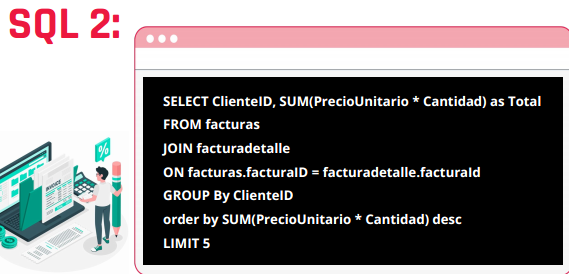 SQL 2:
SELECT ClienteID, SUM(PrecioUnitario * Cantidad) as Total
FROM facturas
JOIN facturadetalle
ON facturas.facturaID = facturadetalle.facturaId
GROUP By ClienteID
order by SUM(PrecioUnitario * Cantidad) desc
LIMIT 5
%
INVOICE